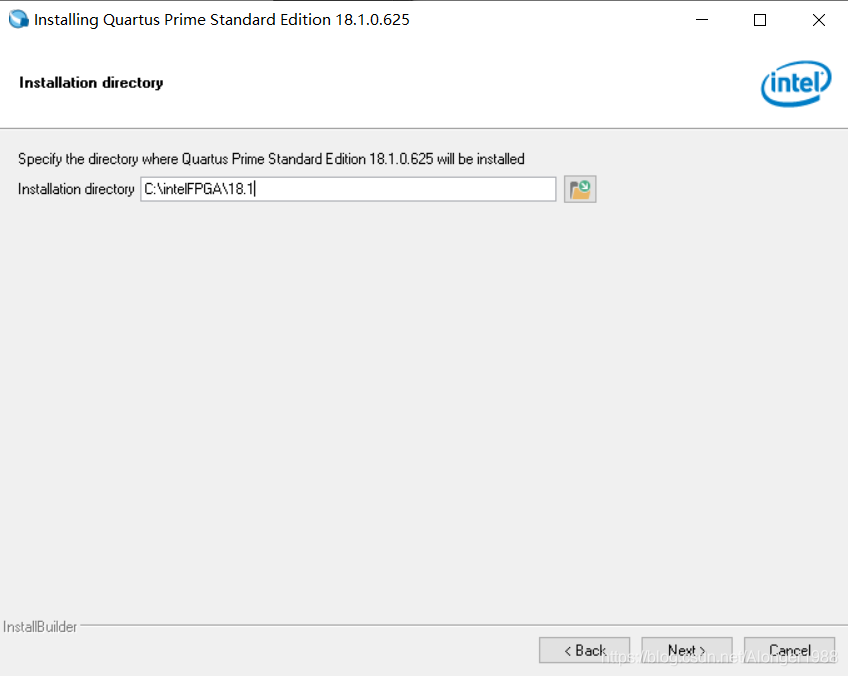 Installing Quartus Prime Standard Edition 18.1.0.625
Installation directory
intel
Specify the directory where Quartus Prime Standard Edition 18.1.0.625 will be installed
Installation directory C:\intelFPGA\18.1
InstallBuilder
< Back Next > Cancel
https://blog.csdn.net/Alonger1988